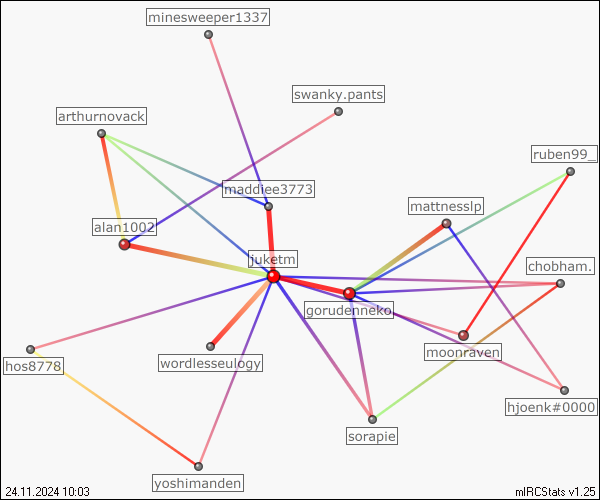 minesweeper1337
swanky.pants
arthurnovack
ruben99_
maddiee3773
mattnesslp
alan1002
juketm
chobham.
gorudenneko
moonraven
wordlesseulogy
hos8778
hjoenk#0000
sorapie
yoshimanden
24.11.2024 10:03
mIRCStats v1.25